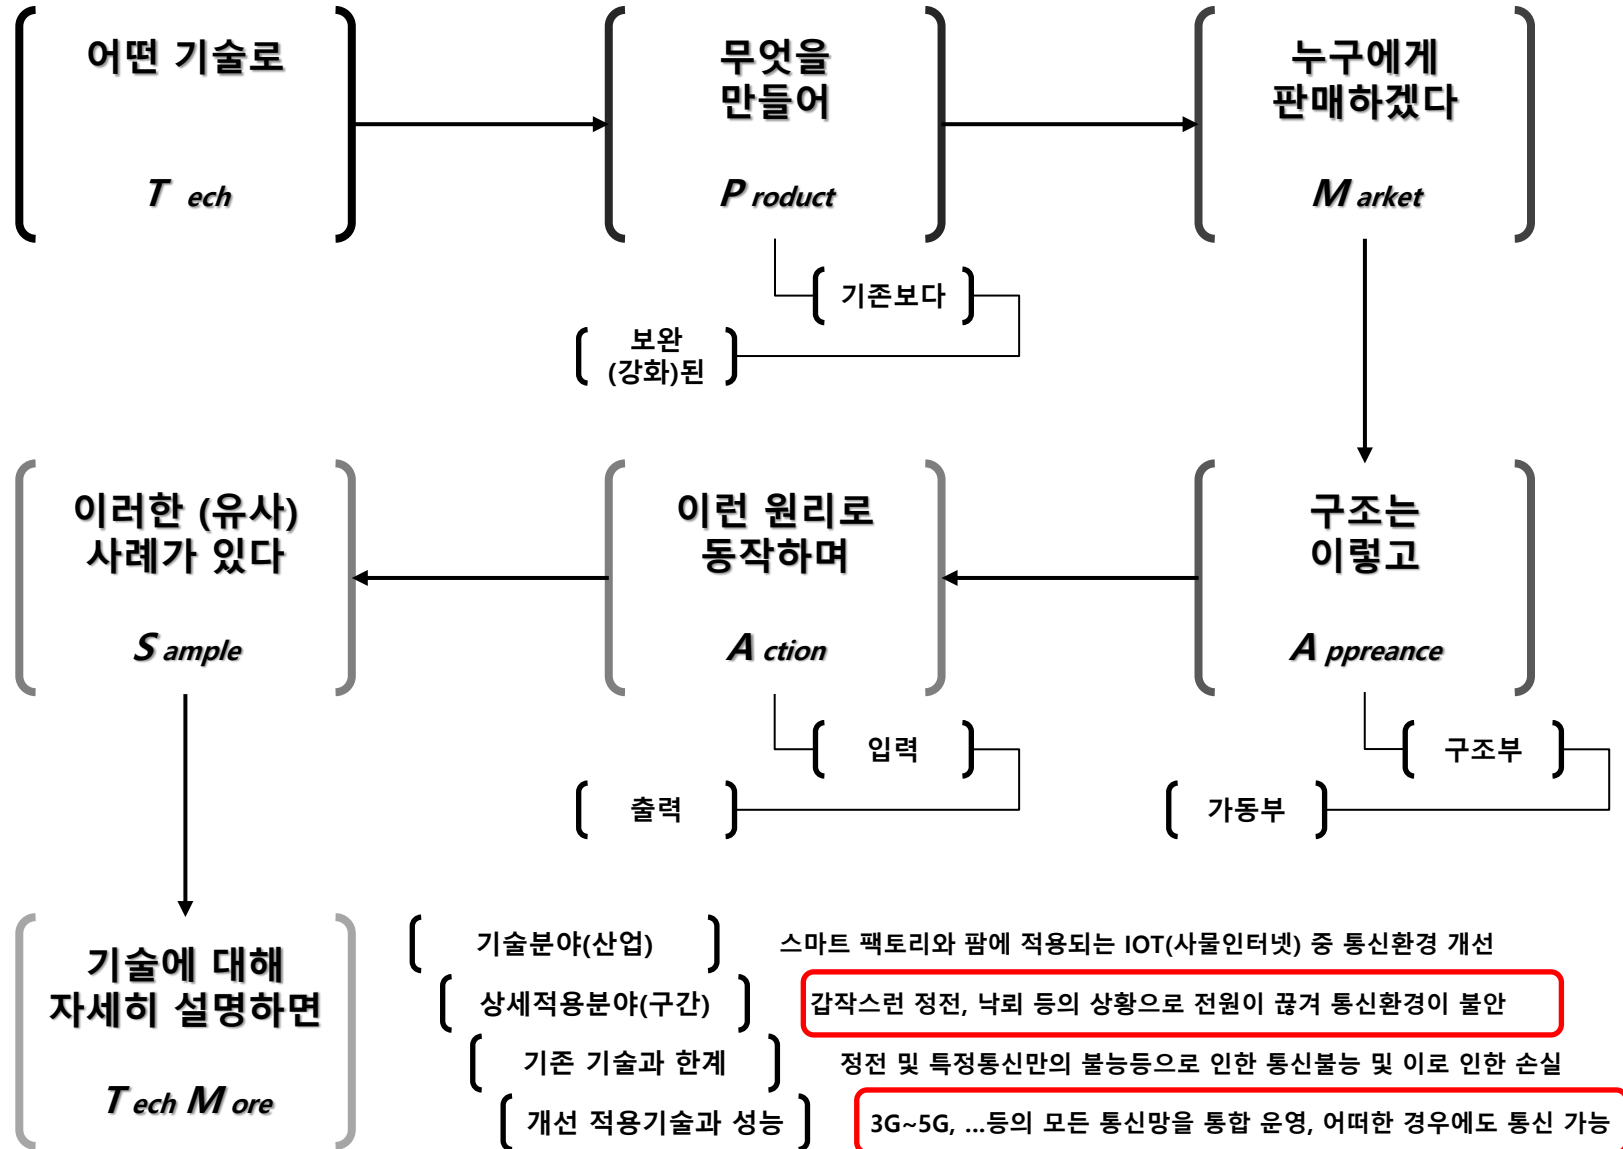 어떤 기술로
T ech
무엇을
만들어
P roduct
누구에게
판매하겠다
M arket
기존보다
보완
(강화)된
이러한 (유사)
사례가 있다
S ample
이런 원리로
동작하며
A ction
구조는
이렇고
A ppreance
입력
출력
구조부
가동부
기술에 대해
자세히 설명하면
T ech M ore
기술분야(산업)
스마트 팩토리와 팜에 적용되는 IOT(사물인터넷) 중 통신환경 개선
상세적용분야(구간)
갑작스런 정전, 낙뢰 등의 상황으로 전원이 끊겨 통신환경이 불안
기존 기술과 한계
정전 및 특정통신만의 불능등으로 인한 통신불능 및 이로 인한 손실
개선 적용기술과 성능
3G~5G, ...등의 모든 통신망을 통합 운영, 어떠한 경우에도 통신 가능